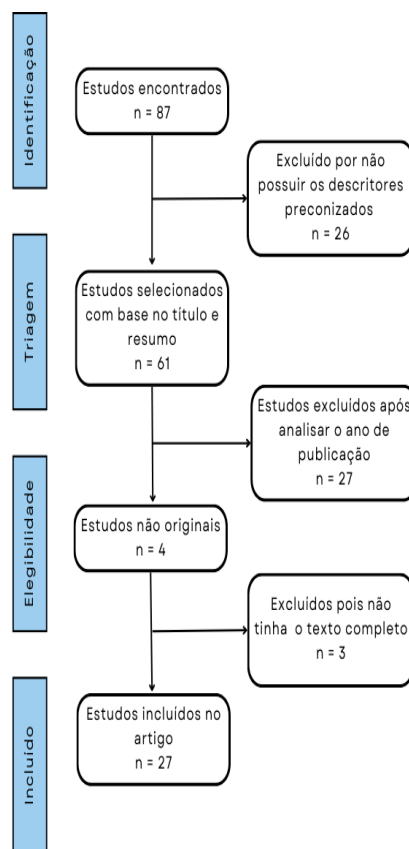 Identificação
Estudos encontrados
n = 87
Excluído por não
possuir os descritores
preconizados
n = 26
Triagem
Estudos selecionados
com base no título e
resumo
n = 61
Estudos excluídos após
analisar o ano de
publicação
n = 27
Elegibilidade
Estudos não originais
n = 4
Excluidos pois não
tinha o texto completo
n = 3
Incluído
Estudos incluídos no
artigo
n = 27